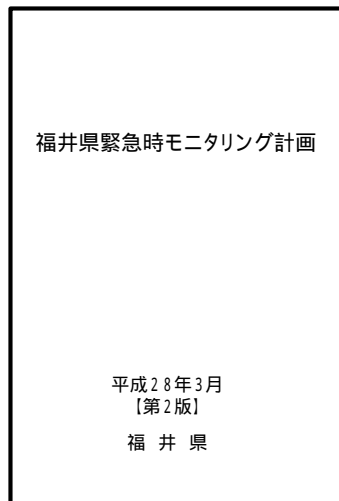 福井県緊急時モニタリング計画
平成28年3月
【第2版】
福 井 県